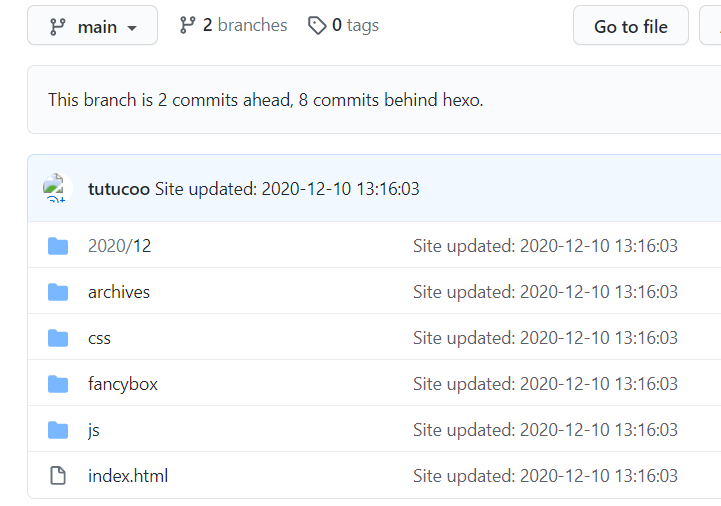 main 2 branches 0 tags Go to file
This branch is 2 commits ahead, 8 commits behind hexo.
tutucoo Site updated: 2020-12-10 13:16:03
2020/12 Site updated: 2020-12-10 13:16:03
archives Site updated: 2020-12-10 13:16:03
css Site updated: 2020-12-10 13:16:03
fancybox Site updated: 2020-12-10 13:16:03
js Site updated: 2020-12-10 13:16:03
index.html Site updated: 2020-12-10 13:16:03